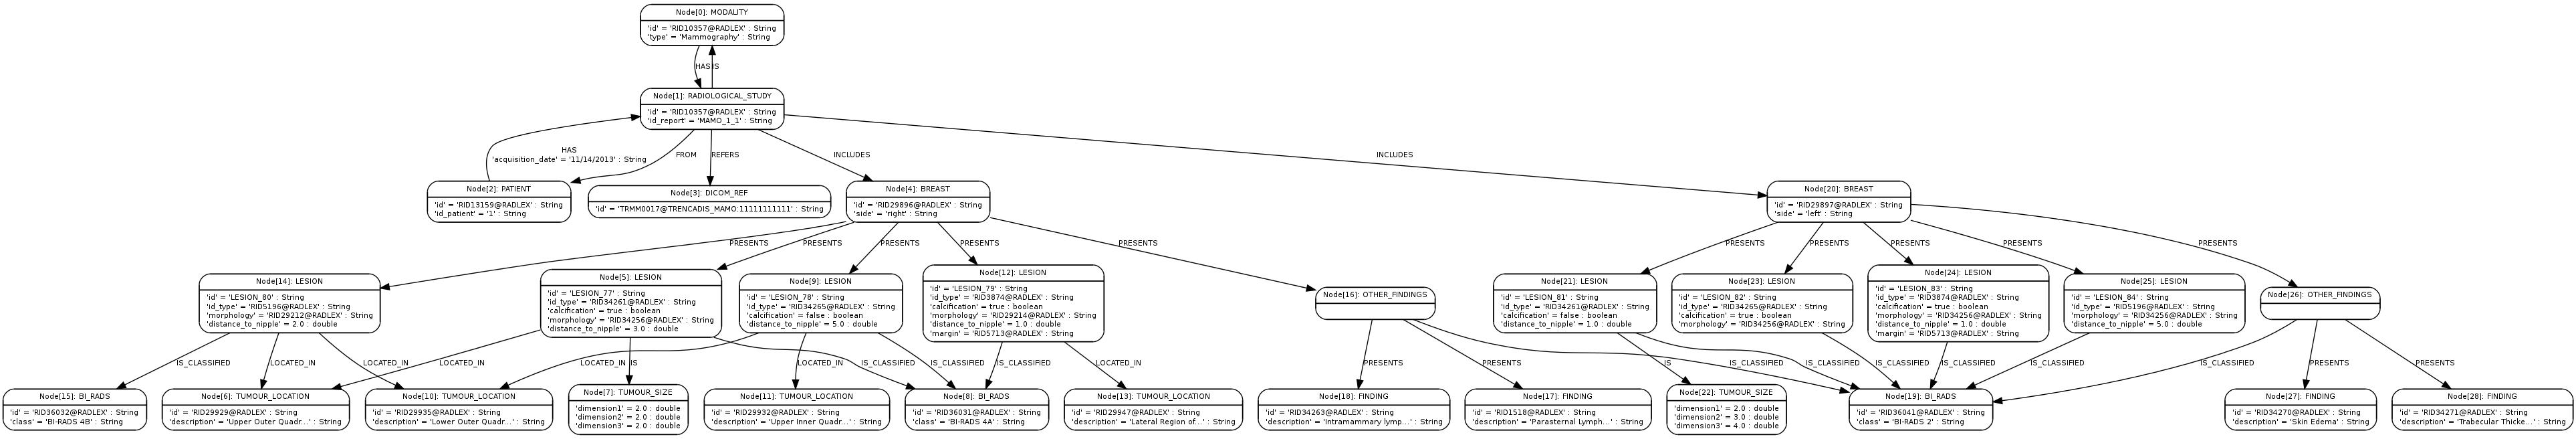 Node[0]: MODALITY
'id' = 'RID10357@RADLEX' : String
'type' = 'Mammography' : String
HAS
IS
Node[1]: RADIOLOGICAL_STUDY
'id' = 'RID10357@RADLEX' : String
'id_report' = 'MAMO_1_1' : String
HAS
'acquisition_date' = '11/14/2013' : String
FROM
REFERS
INCLUDES
INCLUDES
Node[2]: PATIENT
'id' = 'RID13159@RADLEX' : String
'id_patient' = '1' : String
Node[3]: DICOM_REF
'id' = 'TRMM0017@TRENCADIS_MAMO:11111111111' : String
Node[4]: BREAST
'id' = 'RID29896@RADLEX' : String
'side' = 'right' : String
Node[20]: BREAST
'id' = 'RID29897@RADLEX' : String
'side' = 'left' : String
PRESENTS
PRESENTS
PRESENTS
PRESENTS
PRESENTS
PRESENTS
PRESENTS
PRESENTS
PRESENTS
PRESENTS
Node[14]: LESION
'id' = 'LESION_80' : String
'id_type' = 'RID5196@RADLEX' : String
'morphology' = 'RID29212@RADLEX' : String
'distance_to_nipple' = 2.0 : double
Node[5]: LESION
'id' = 'LESION_77' : String
'id_type' = 'RID34261@RADLEX' : String
'calcification' = true : boolean
'morphology' = 'RID34256@RADLEX' : String
'distance_to_nipple' = 3.0 : double
Node[9]: LESION
'id' = 'LESION_78' : String
'id_type' = 'RID34265@RADLEX' : String
'calcification' = false : boolean
'distance_to_nipple' = 5.0 : double
Node[12]: LESION
'id' = 'LESION_79' : String
'id_type' = 'RID3874@RADLEX' : String
'calcification' = true : boolean
'morphology' = 'RID29214@RADLEX' : String
'distance_to_nipple' = 1.0 : double
'margin' = 'RID5713@RADLEX' : String
Node[16]: OTHER_FINDINGS
Node[21]: LESION
'id' = 'LESION_81' : String
'id_type' = 'RID34261@RADLEX' : String
'calcification' = false : boolean
'distance_to_nipple' = 1.0 : double
Node[23]: LESION
'id' = 'LESION_82' : String
'id_type' = 'RID34265@RADLEX' : String
'calcification' = true : boolean
'morphology' = 'RID34256@RADLEX' : String
Node[24]: LESION
'id' = 'LESION_83' : String
'id_type' = 'RID3874@RADLEX' : String
'calcification' = true : boolean
'morphology' = 'RID34256@RADLEX' : String
'distance_to_nipple' = 1.0 : double
'margin' = 'RID5713@RADLEX' : String
Node[25]: LESION
'id' = 'LESION_84' : String
'id_type' = 'RID5196@RADLEX' : String
'morphology' = 'RID34256@RADLEX' : String
'distance_to_nipple' = 5.0 : double
Node[26]: OTHER_FINDINGS
IS_CLASSIFIED
LOCATED_IN
LOCATED_IN
LOCATED_IN
LOCATED_IN
IS
LOCATED_IN
IS_CLASSIFIED
IS_CLASSIFIED
IS_CLASSIFIED
LOCATED_IN
PRESENTS
PRESENTS
IS
IS_CLASSIFIED
IS_CLASSIFIED
IS_CLASSIFIED
IS_CLASSIFIED
IS_CLASSIFIED
IS_CLASSIFIED
PRESENTS
PRESENTS
Node[15]: BI_RADS
'id' = 'RID36032@RADLEX' : String
'class' = 'BI-RADS 4B' : String
Node[6]: TUMOUR_LOCATION
'id' = 'RID29929@RADLEX' : String
'description' = 'Upper Outer Quadr...' : String
Node[10]: TUMOUR_LOCATION
'id' = 'RID29935@RADLEX' : String
'description' = 'Lower Outer Quadr...' : String
Node[7]: TUMOUR_SIZE
'dimension1' = 2.0 : double
'dimension2' = 2.0 : double
'dimension3' = 2.0 : double
Node[11]: TUMOUR_LOCATION
'id' = 'RID29932@RADLEX' : String
'description' = 'Upper Inner Quadr...' : String
Node[8]: BI_RADS
'id' = 'RID36031@RADLEX' : String
'class' = 'BI-RADS 4A' : String
Node[13]: TUMOUR_LOCATION
'id' = 'RID29947@RADLEX' : String
'description' = 'Lateral Region of...' : String
Node[18]: FINDING
'id' = 'RID34263@RADLEX' : String
'description' = 'Intramammary lymp...' : String
Node[17]: FINDING
'id' = 'RID1518@RADLEX' : String
'description' = 'Parasternal Lymph...' : String
Node[22]: TUMOUR_SIZE
'dimension1' = 2.0 : double
'dimension2' = 3.0 : double
'dimension3' = 4.0 : double
Node[19]: BI_RADS
'id' = 'RID36041@RADLEX' : String
'class' = 'BI-RADS 2' : String
Node[27]: FINDING
'id' = 'RID34270@RADLEX' : String
'description' = 'Skin Edema' : String
Node[28]: FINDING
'id' = 'RID34271@RADLEX' : String
'description' = 'Trabecular Thicke...' : String